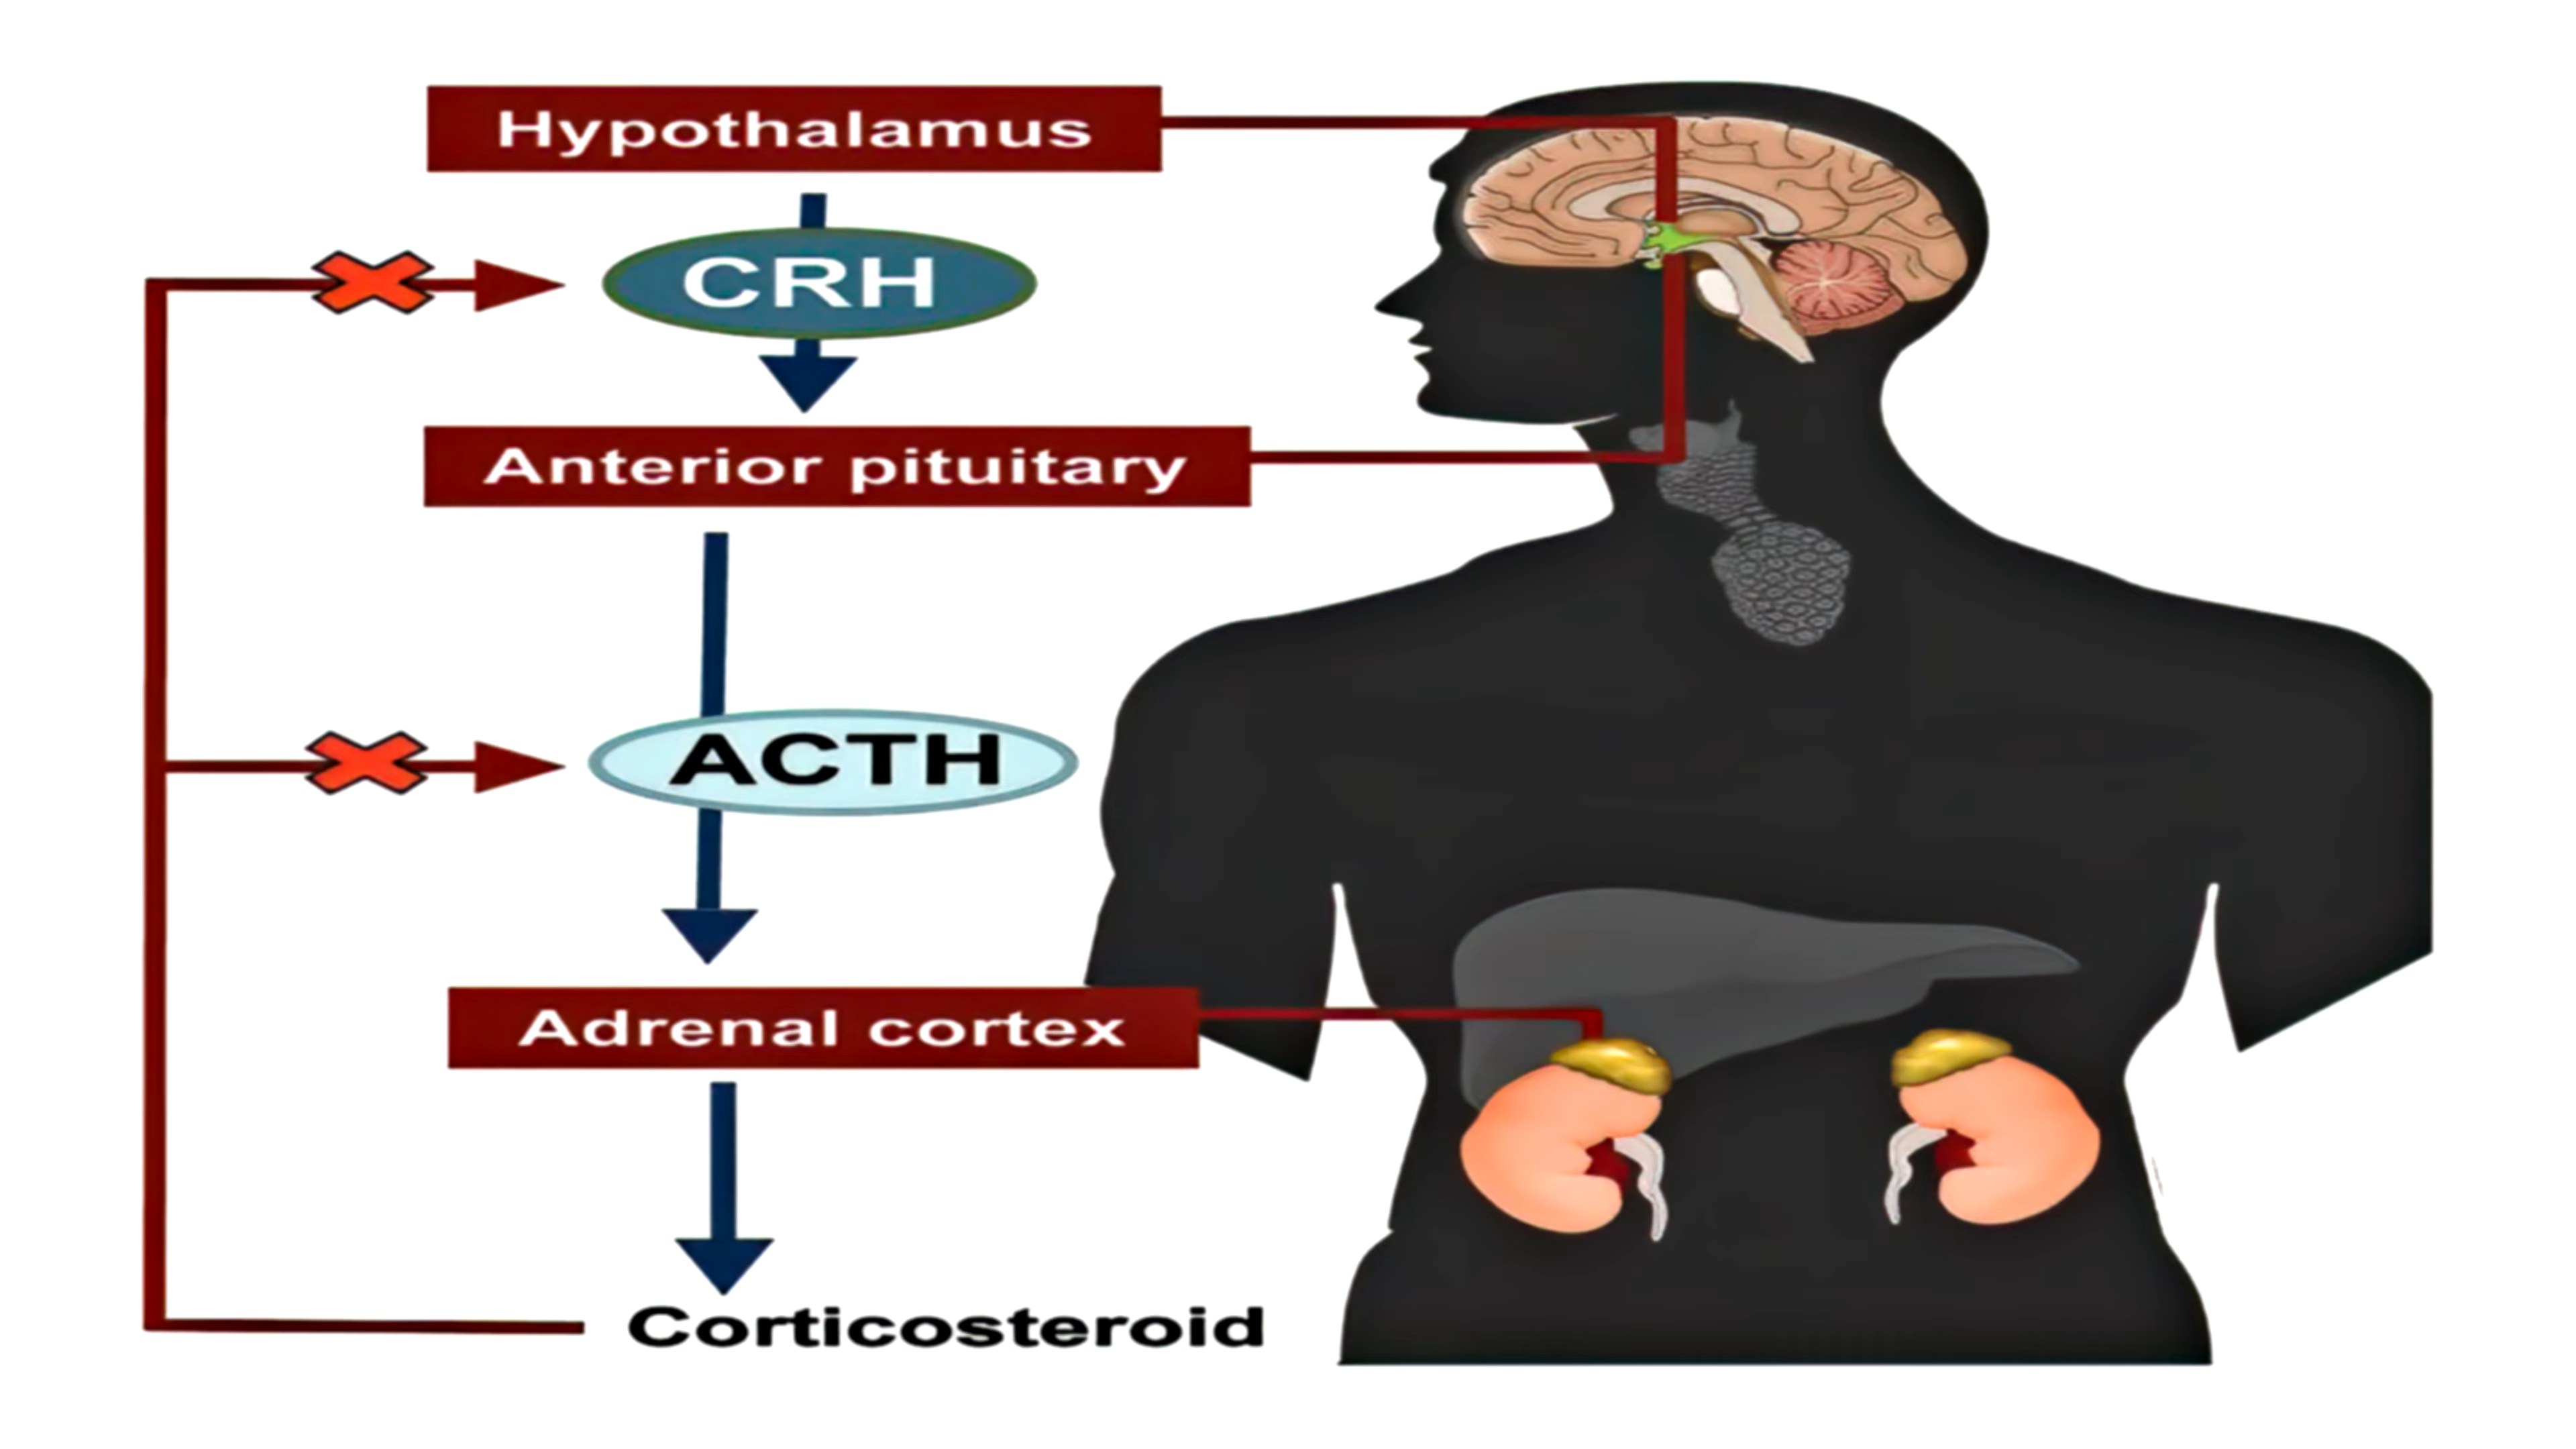 Hypothalamus
CRH
Anterior pituitary
ACTH
Adrenal cortex
Corticosteroid